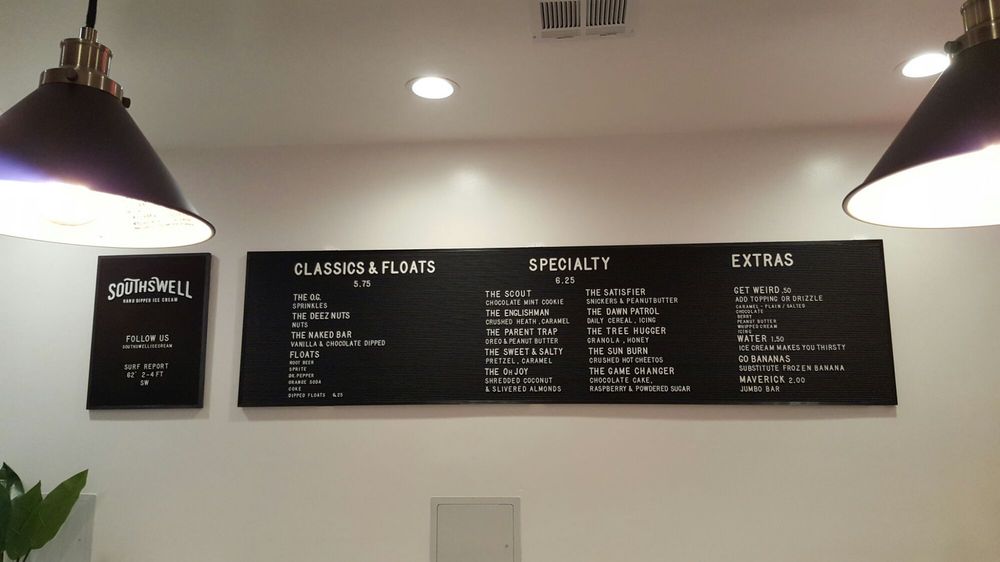 SOUTHSWELL
HAND DIPPED ICE CREAM
FOLLOW US
SOUTHSWELLICECREAM
SURF REPORT
62° 2-4 FT
SW
CLASSICS & FLOATS
5.75
THE O.G.
SPRINKLES
THE DEEZ NUTS
NUTS
THE NAKED BAR
VANILLA & CHOCOLATE DIPPED
FLOATS
ROOT BEER
SPRITE
DR. PEPPER
ORANGE SODA
COKE
DIPPED FLOATS 6.25
SPECIALTY
6.25
THE SCOUT
CHOCOLATE MINT COOKIE
THE ENGLISHMAN
CRUSHED HEATH, CARAMEL
THE PARENT TRAP
OREO & PEANUT BUTTER
THE SWEET & SALTY
PRETZEL, CARAMEL
THE OH JOY
SHREDDED COCONUT
& SLIVERED ALMONDS
THE SATISFIER
SNICKERS & PEANUTBUTTER
THE DAWN PATROL
DAILY CEREAL, ICING
THE TREE HUGGER
GRANOLA, HONEY
THE SUN BURN
CRUSHED HOT CHEETOS
THE GAME CHANGER
CHOCOLATE CAKE,
RASPBERRY & POWDERED SUGAR
EXTRAS
GET WEIRD .50
ADD TOPPING OR DRIZZLE
CARAMEL - PLAIN / SALTED
CHOCOLATE
BERRY
PEANUT BUTTER
WHIPPED CREAM
ICING
WATER 1.50
ICE CREAM MAKES YOU THIRSTY
GO BANANAS
SUBSTITUTE FROZEN BANANA
MAVERICK 2.00
JUMBO BAR